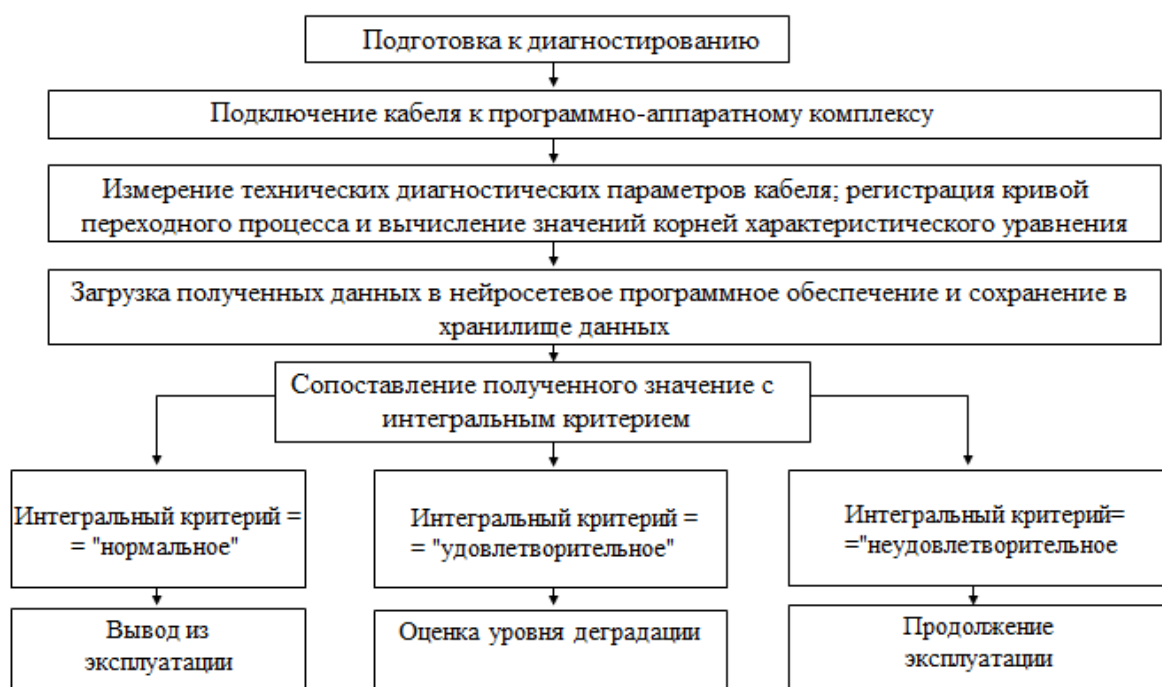 Подготовка к диагностированию
Подключение кабеля к программно-аппаратному комплексу
Измерение технических диагностических параметров кабеля; регистрация кривой
переходного процесса и вычисление значений корней характеристического уравнения
Загрузка полученных данных в нейросетевое программное обеспечение и сохранение в
хранилище данных
Сопоставление полученного значение с
интегральным критерием
Интегральный критерий =
= "нормальное"
Интегральный критерий =
= "удовлетворительное"
Интегральный критерий=
="неудовлетворительное
Вывод из
эксплуатации
Оценка уровня деградации
Продолжение
эксплуатации